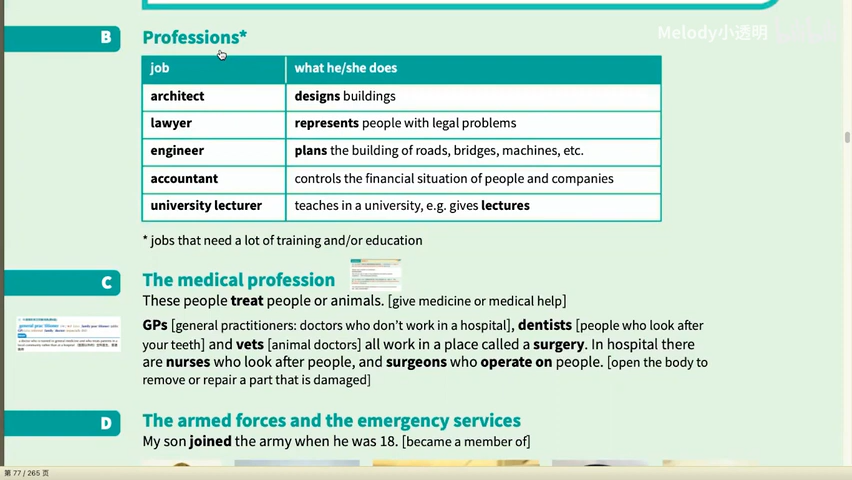 Melody小透明
B
Professions*
job what he/she does
architect designs buildings
lawyer represents people with legal problems
engineer plans the building of roads, bridges, machines, etc.
accountant controls the financial situation of people and companies
university lecturer teaches in a university, e.g. gives lectures
* jobs that need a lot of training and/or education
C
The medical profession
These people treat people or animals. [give medicine or medical help]
GPs [general practitioners: doctors who don't work in a hospital], dentists [people who look after
your teeth] and vets [animal doctors] all work in a place called a surgery. In hospital there
are nurses who look after people, and surgeons who operate on people. [open the body to
remove or repair a part that is damaged]
D
The armed forces and the emergency services
My son joined the army when he was 18. [became a member of]
第 77 / 265 页